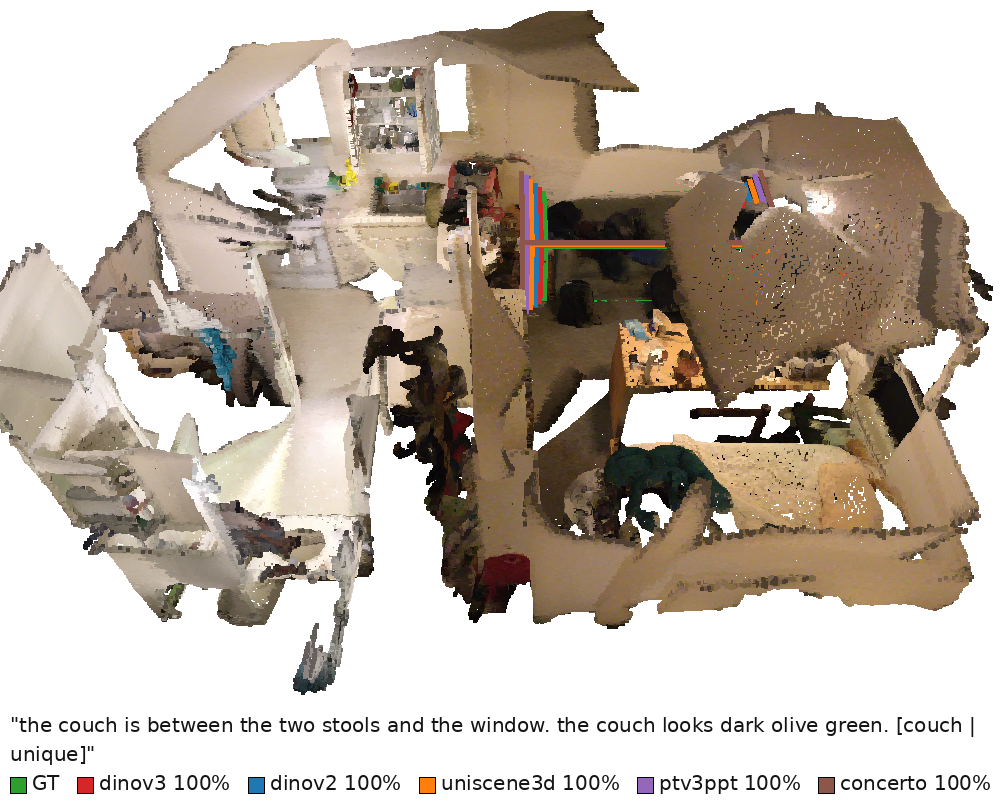 "the couch is between the two stools and the window. the couch looks dark olive green. [couch |
unique]"
GT dinov3 100% dinov2 100% uniscene3d 100% ptv3ppt 100% concerto 100%